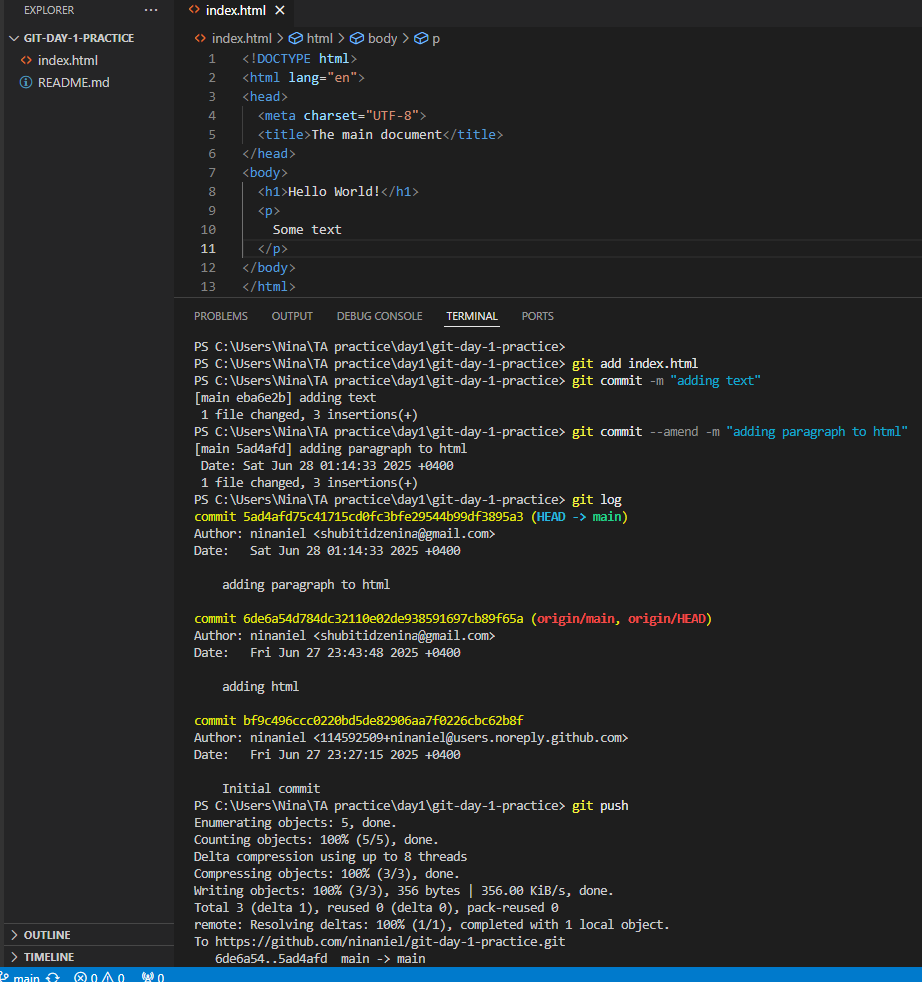 EXPLORER ...
GIT-DAY-1-PRACTICE
<> index.html
README.md
OUTLINE
TIMELINE
<> index.html
<> index.html > html > body > p
1 <!DOCTYPE html>
2 <html lang="en">
3 <head>
4 <meta charset="UTF-8">
5 <title>The main document</title>
6 </head>
7 <body>
8 <h1>Hello World!</h1>
9 <p>
10 Some text
11 </p>
12 </body>
13 </html>
PROBLEMS OUTPUT DEBUG CONSOLE TERMINAL PORTS
PS C:\Users\Nina\TA practice\day1\git-day-1-practice>
PS C:\Users\Nina\TA practice\day1\git-day-1-practice> git add index.html
PS C:\Users\Nina\TA practice\day1\git-day-1-practice> git commit -m "adding text"
[main eba6e2b] adding text
1 file changed, 3 insertions(+)
PS C:\Users\Nina\TA practice\day1\git-day-1-practice> git commit --amend -m "adding paragraph to html"
[main 5ad4afd] adding paragraph to html
Date: Sat Jun 28 01:14:33 2025 +0400
1 file changed, 3 insertions(+)
PS C:\Users\Nina\TA practice\day1\git-day-1-practice> git log
commit 5ad4afd75c41715cd0fc3bfe29544b99df3895a3 (HEAD -> main)
Author: ninaniel <shubitidzenina@gmail.com>
Date: Sat Jun 28 01:14:33 2025 +0400
adding paragraph to html
commit 6de6a54d784dc32110e02de938591697cb89f65a (origin/main, origin/HEAD)
Author: ninaniel <shubitidzenina@gmail.com>
Date: Fri Jun 27 23:43:48 2025 +0400
adding html
commit bf9c496ccc0220bd5de82906aa7f0226cbc62b8f
Author: ninaniel <114592509+ninaniel@users.noreply.github.com>
Date: Fri Jun 27 23:27:15 2025 +0400
Initial commit
PS C:\Users\Nina\TA practice\day1\git-day-1-practice> git push
Enumerating objects: 5, done.
Counting objects: 100% (5/5), done.
Delta compression using up to 8 threads
Compressing objects: 100% (3/3), done.
Writing objects: 100% (3/3), 356 bytes | 356.00 KiB/s, done.
Total 3 (delta 1), reused 0 (delta 0), pack-reused 0
remote: Resolving deltas: 100% (1/1), completed with 1 local object.
To https://github.com/ninaniel/git-day-1-practice.git
6de6a54..5ad4afd main -> main
main 0 0 0